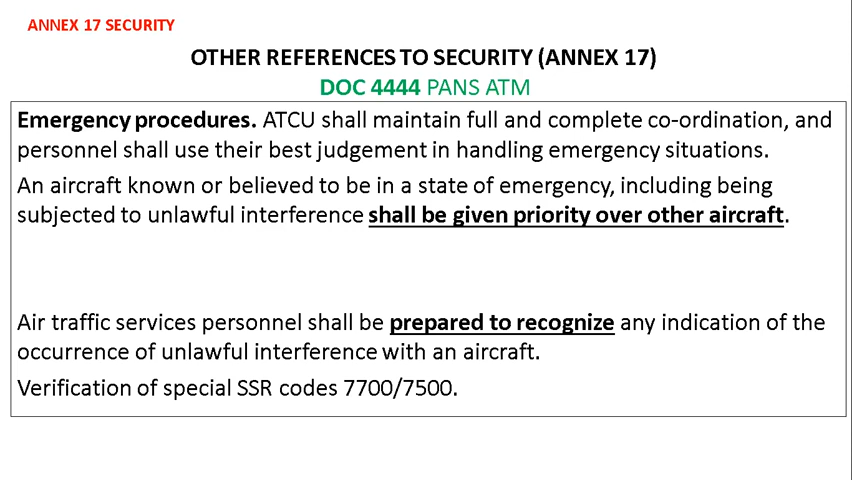 ANNEX 17 SECURITY
OTHER REFERENCES TO SECURITY (ANNEX 17)
DOC 4444 PANS ATM
Emergency procedures. ATCU shall maintain full and complete co-ordination, and
personnel shall use their best judgement in handling emergency situations.
An aircraft known or believed to be in a state of emergency, including being
subjected to unlawful interference shall be given priority over other aircraft.
Air traffic services personnel shall be prepared to recognize any indication of the
occurrence of unlawful interference with an aircraft.
Verification of special SSR codes 7700/7500.